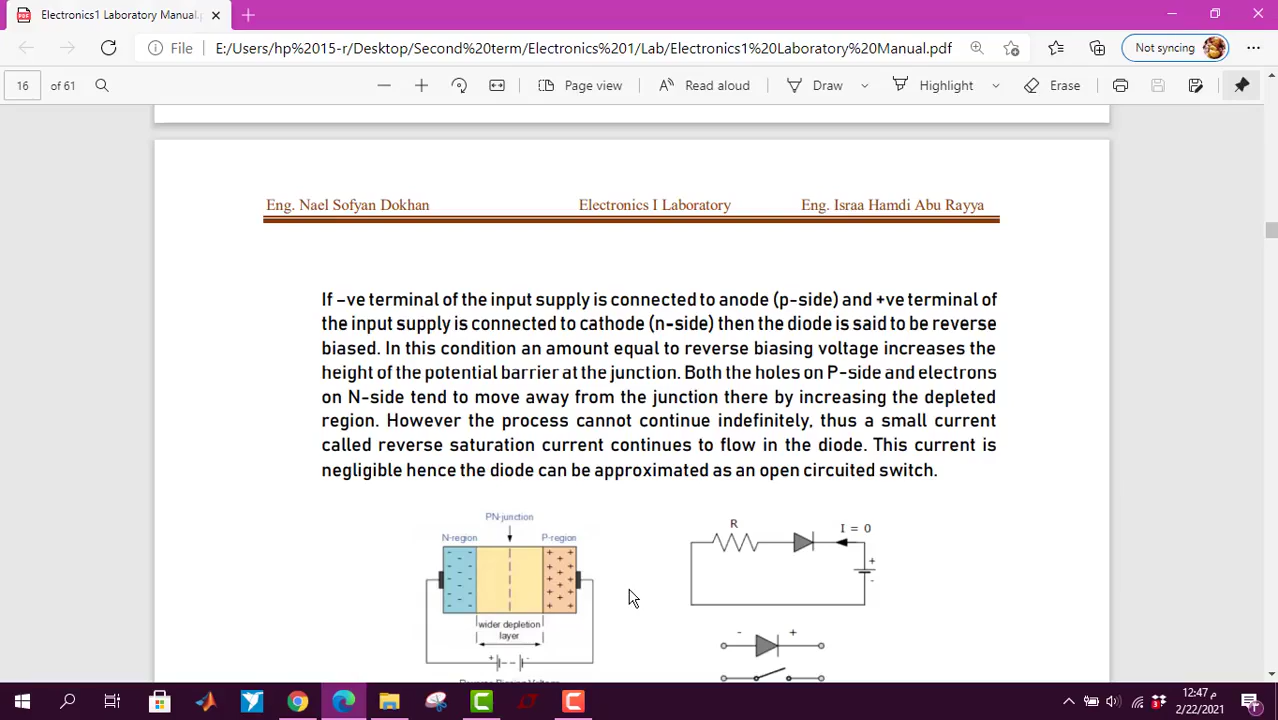 Electronics1 Laboratory Manual.p
File
E:/Users/hp%2015-r/Desktop/Second%20term/Electronics%201/Lab/Electronics1%20Laboratory%20Manual.pdf
Not syncing
16 of 61
Page view
Read aloud
Draw
Highlight
Erase
Eng. Nael Sofyan Dokhan Electronics I Laboratory Eng. Israa Hamdi Abu Rayya
If –ve terminal of the input supply is connected to anode (p-side) and +ve terminal of
the input supply is connected to cathode (n-side) then the diode is said to be reverse
biased. In this condition an amount equal to reverse biasing voltage increases the
height of the potential barrier at the junction. Both the holes on P-side and electrons
on N-side tend to move away from the junction there by increasing the depleted
region. However the process cannot continue indefinitely, thus a small current
called reverse saturation current continues to flow in the diode. This current is
negligible hence the diode can be approximated as an open circuited switch.
PN-junction
N-region P-region
wider depletion
layer
+ -
R
I = 0
+
-
- +
12:47 م
2/22/2021